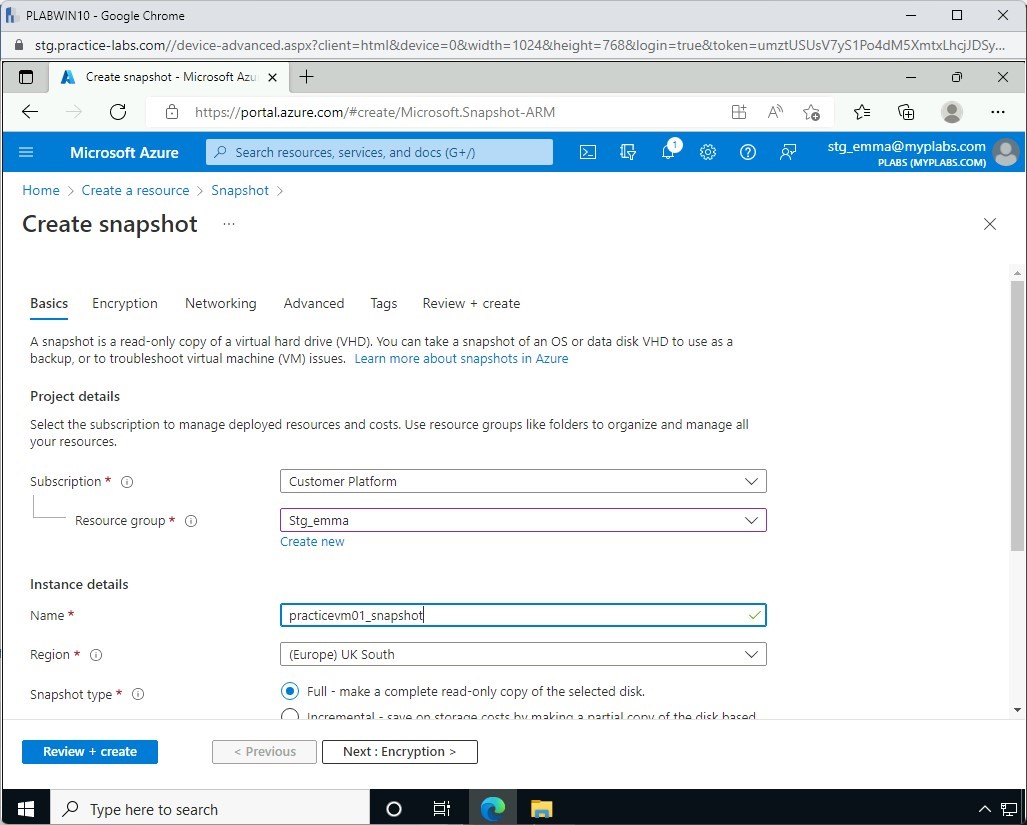 PLABWIN10 - Google Chrome
stg.practice-labs.com//device-advanced.aspx?client=html&device=0&width=1024&height=768&login=true&token=umztUSUsV7yS1Po4dM5XmtxLhcjJDSy...
Create snapshot - Microsoft Azu
https://portal.azure.com/#create/Microsoft.Snapshot-ARM
Microsoft Azure
Search resources, services, and docs (G+/)
1
stg_emma@myplabs.com
PLABS (MYPLABS.COM)
Home > Create a resource > Snapshot >
Create snapshot ...
Basics Encryption Networking Advanced Tags Review + create
A snapshot is a read-only copy of a virtual hard drive (VHD). You can take a snapshot of an OS or data disk VHD to use as a
backup, or to troubleshoot virtual machine (VM) issues. Learn more about snapshots in Azure
Project details
Select the subscription to manage deployed resources and costs. Use resource groups like folders to organize and manage all
your resources.
Subscription * Customer Platform
Resource group * Stg_emma
Create new
Instance details
Name * practicevm01_snapshot
Region * (Europe) UK South
Snapshot type * Full - make a complete read-only copy of the selected disk.
Incremental - save on storage costs by making a partial copy of the disk based
Review + create < Previous Next : Encryption >
Type here to search